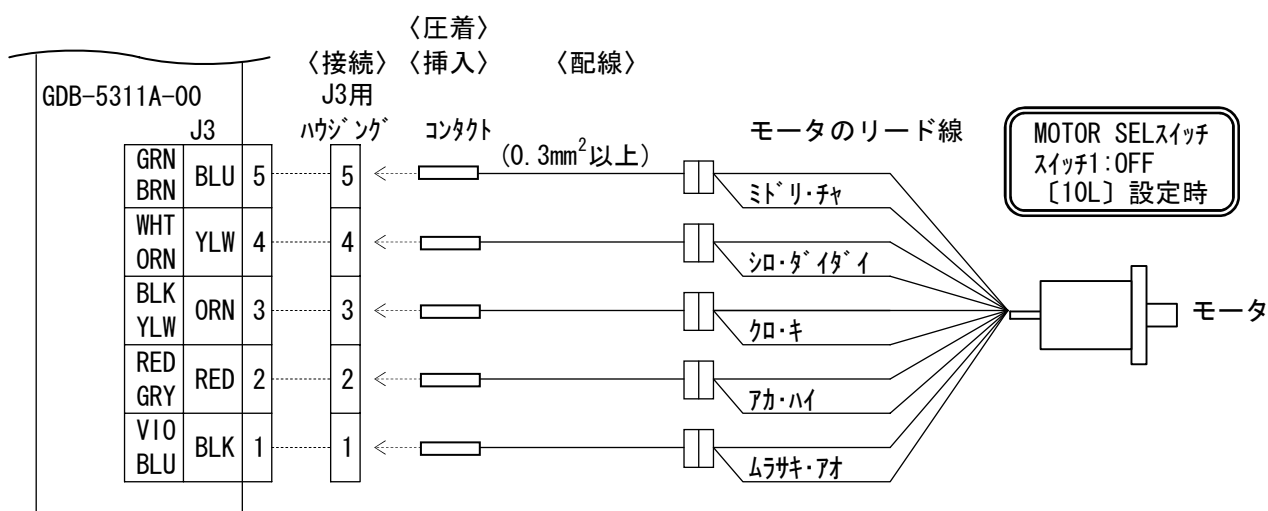 〈圧着〉
〈接続〉 〈挿入〉 〈配線〉
GDB-5311A-00
J3用
J3
ハウジング
コンタクト
(0.3mm²以上)
モータのリード線
MOTOR SELスイッチ
スイッチ1:OFF
〔10L〕設定時
GRN
BRN
BLU 5
5
ミドリ・チャ
WHT
ORN
YLW 4
4
シロ・ダイダイ
BLK
YLW
ORN 3
3
クロ・キ
モータ
RED
GRY
RED 2
2
アカ・ハイ
VIO
BLU
BLK 1
1
ムラサキ・アオ